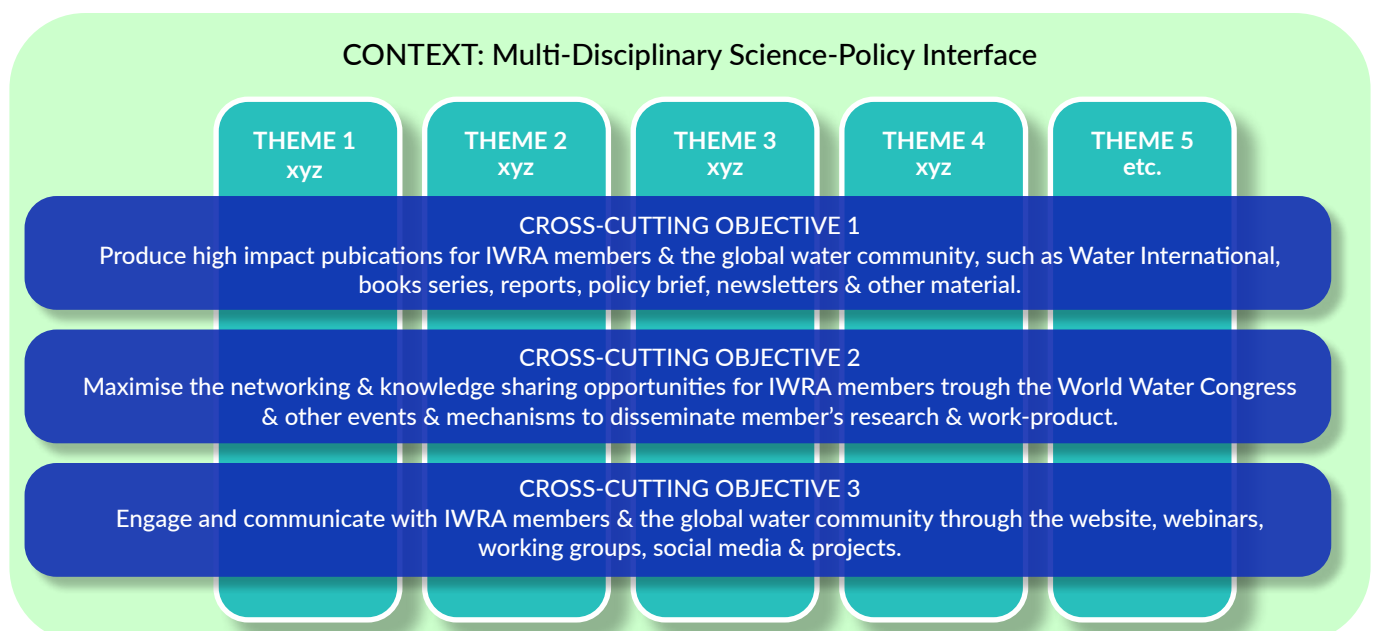 CONTEXT: Multi-Disciplinary Science-Policy Interface
THEME 1
xyz
THEME 2
xyz
THEME 3
xyz
THEME 4
xyz
THEME 5
etc.
CROSS-CUTTING OBJECTIVE 1
Produce high impact pubications for IWRA members & the global water community, such as Water International,
books series, reports, policy brief, newsletters & other material.
CROSS-CUTTING OBJECTIVE 2
Maximise the networking & knowledge sharing opportunities for IWRA members trough the World Water Congress
& other events & mechanisms to disseminate member’s research & work-product.
CROSS-CUTTING OBJECTIVE 3
Engage and communicate with IWRA members & the global water community through the website, webinars,
working groups, social media & projects.